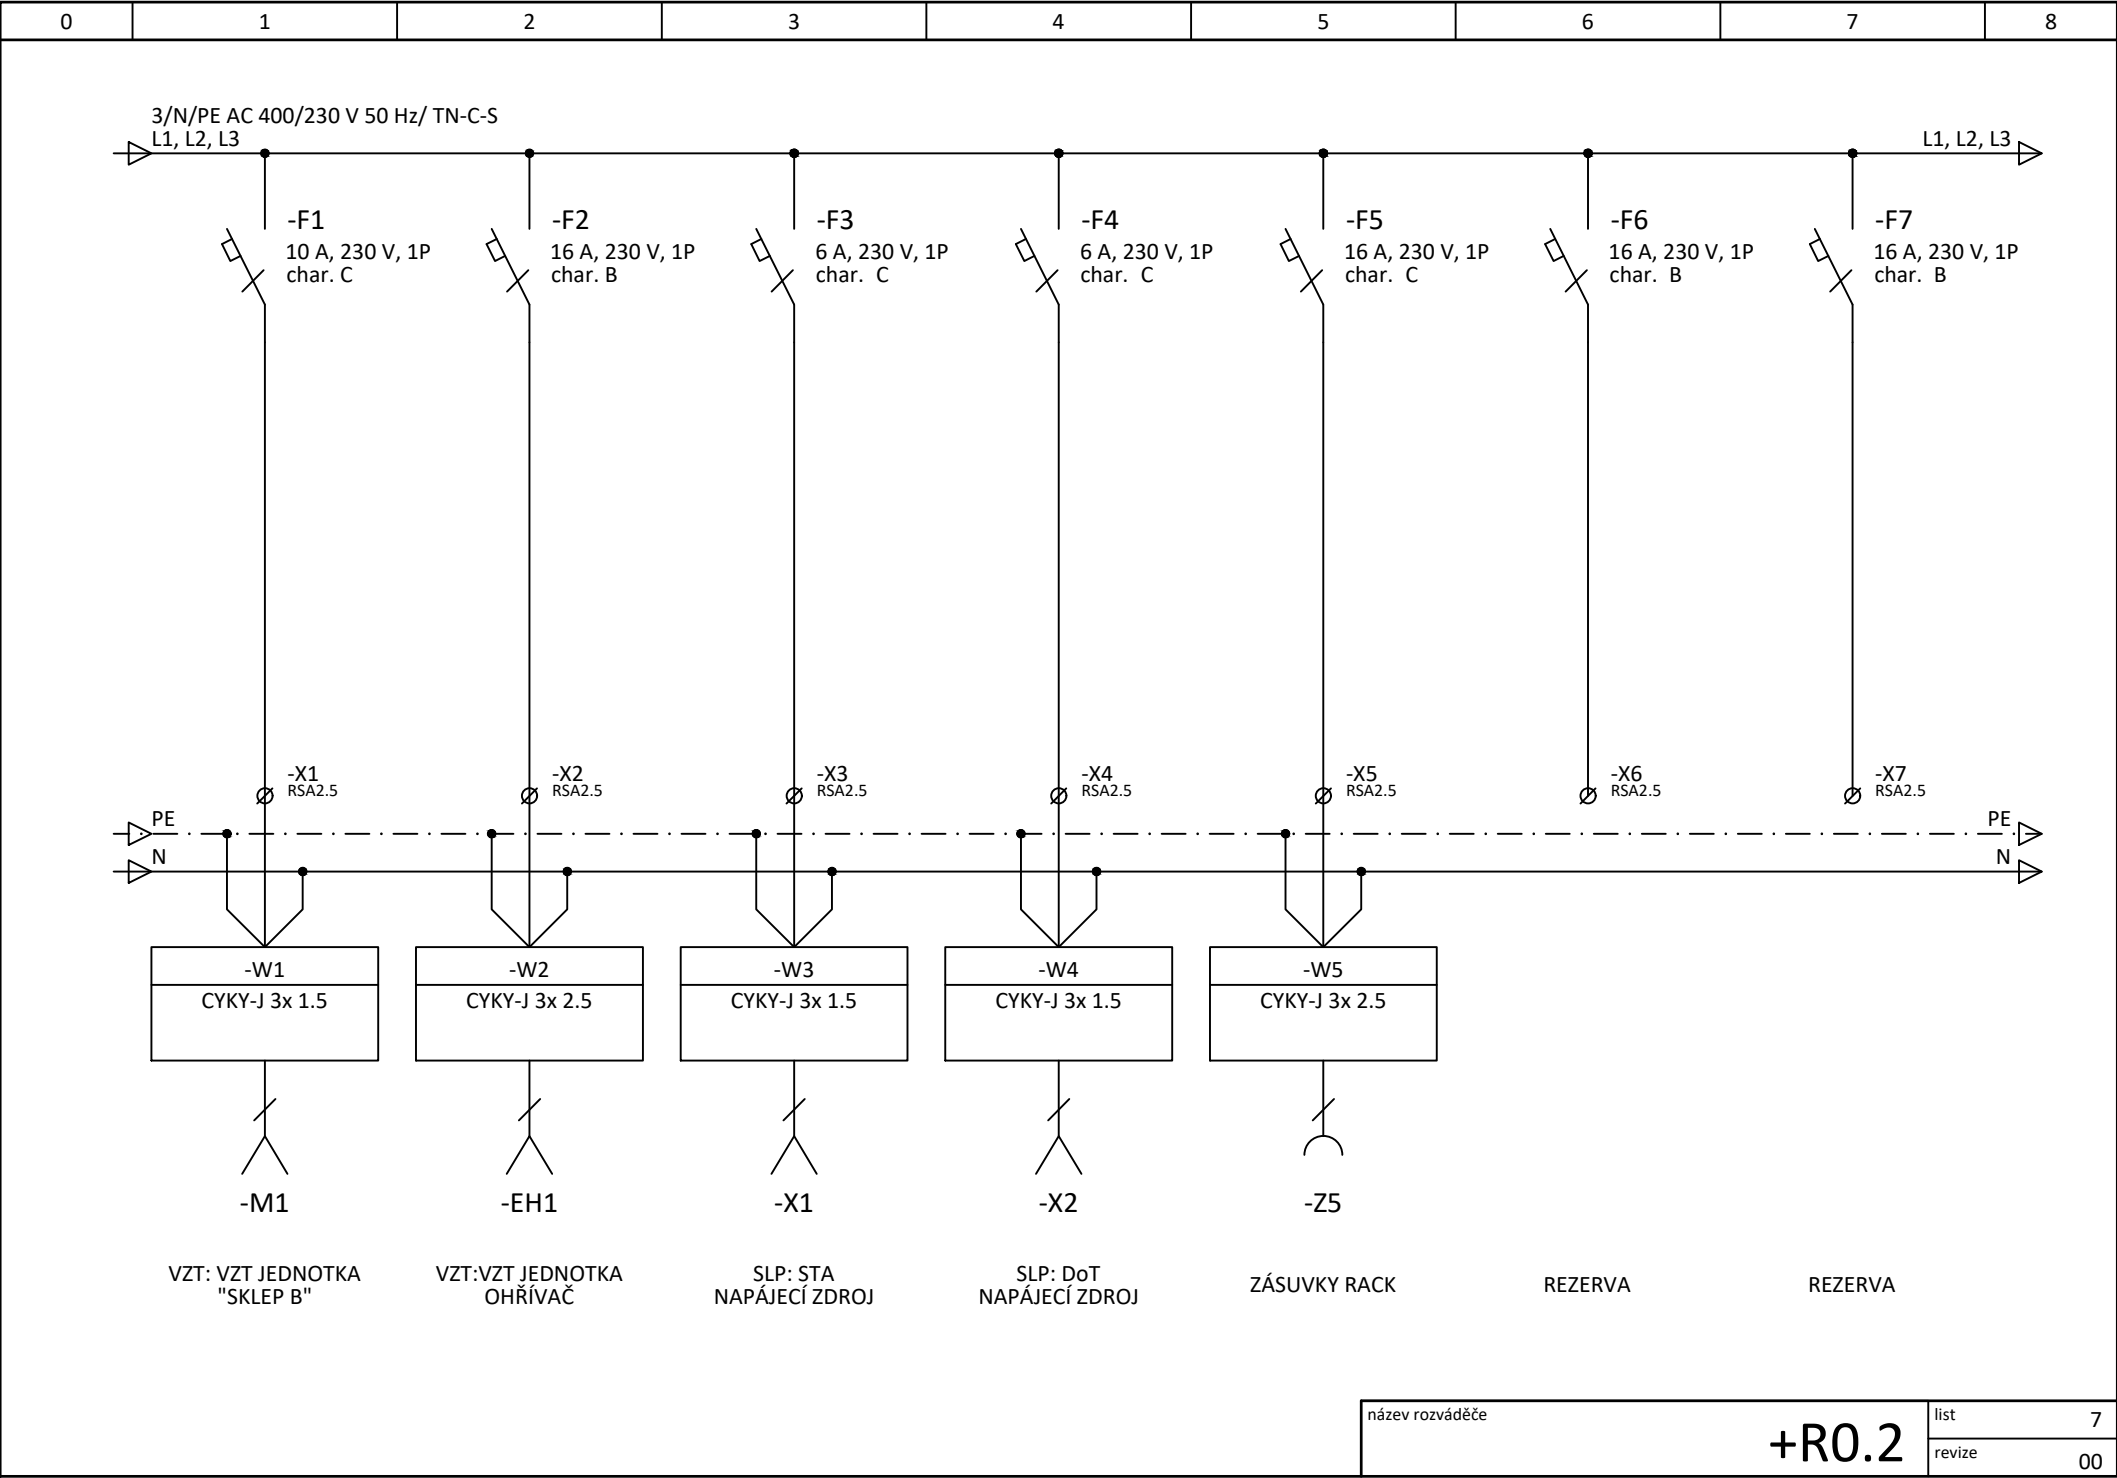 0 1 2 3 4 5 6 7 8
3/N/PE AC 400/230 V 50 Hz/ TN-C-S
L1, L2, L3
L1, L2, L3
-F1
10 A, 230 V, 1P
char. C
-F2
16 A, 230 V, 1P
char. B
-F3
6 A, 230 V, 1P
char. C
-F4
6 A, 230 V, 1P
char. C
-F5
16 A, 230 V, 1P
char. C
-F6
16 A, 230 V, 1P
char. B
-F7
16 A, 230 V, 1P
char. B
-X1
RSA2.5
-X2
RSA2.5
-X3
RSA2.5
-X4
RSA2.5
-X5
RSA2.5
-X6
RSA2.5
-X7
RSA2.5
PE
PE
N
N
-W1
CYKY-J 3x 1.5
-W2
CYKY-J 3x 2.5
-W3
CYKY-J 3x 1.5
-W4
CYKY-J 3x 1.5
-W5
CYKY-J 3x 2.5
-M1
-EH1
-X1
-X2
-Z5
VZT: VZT JEDNOTKA
"SKLEP B"
VZT:VZT JEDNOTKA
OHŘÍVAČ
SLP: STA
NAPÁJECÍ ZDROJ
SLP: DoT
NAPÁJECÍ ZDROJ
ZÁSUVKY RACK
REZERVA
REZERVA
název rozváděče
+R0.2
list 7
revize 00